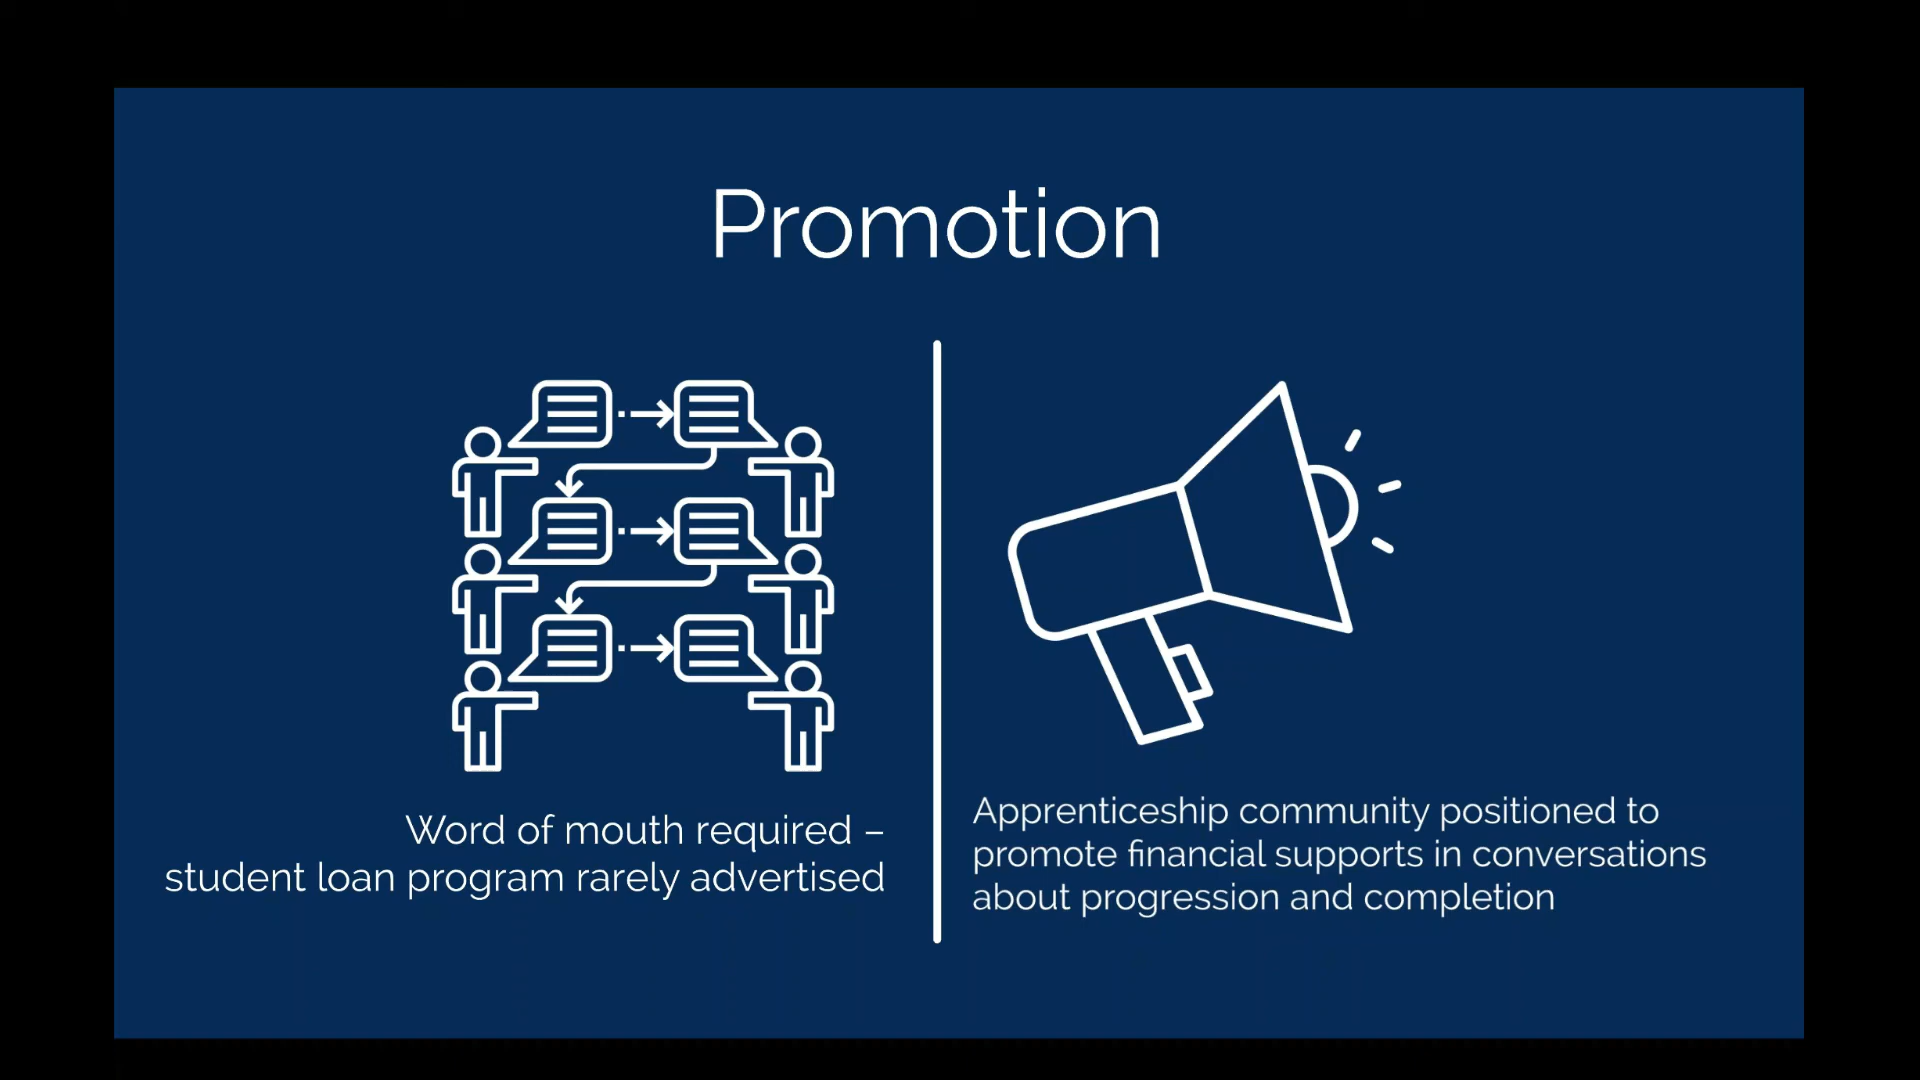 Promotion
Word of mouth required –
student loan program rarely advertised
Apprenticeship community positioned to
promote financial supports in conversations
about progression and completion